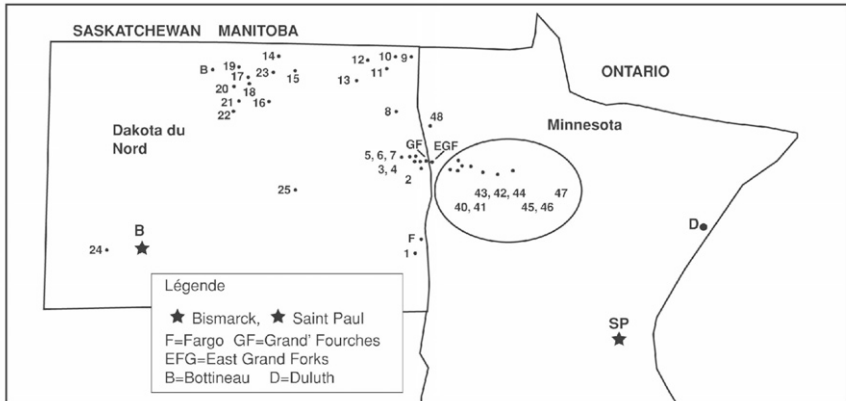 SASKATCHEWAN MANITOBA
ONTARIO
Minnesota
Dakota du
Nord
14
12
10
9
B
19
17
23
15
11
13
20
18
21
16
22
8
48
GF
EGF
5, 6, 7
3, 4
2
43, 42, 44
47
40, 41
45, 46
25
B
24
F
1
D
SP
Légende
★ Bismarck, ★ Saint Paul
F=Fargo GF=Grand' Fourches
EFG=East Grand Forks
B=Bottineau D=Duluth